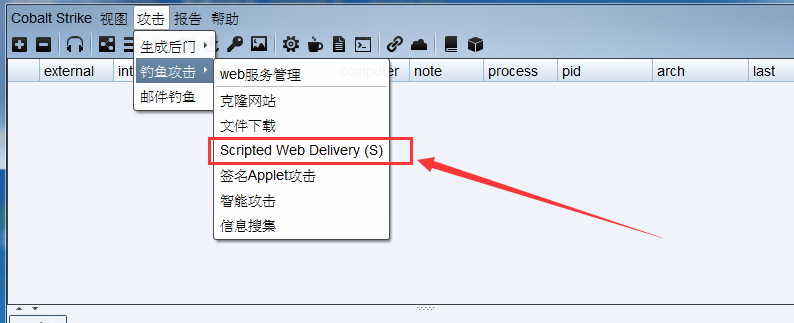 Cobalt Strike 视图 攻击 报告 帮助
生成后门
钓鱼攻击
邮件钓鱼
external int computer note process pid arch last
web服务管理
克隆网站
文件下载
Scripted Web Delivery (S)
签名Applet攻击
智能攻击
信息搜集